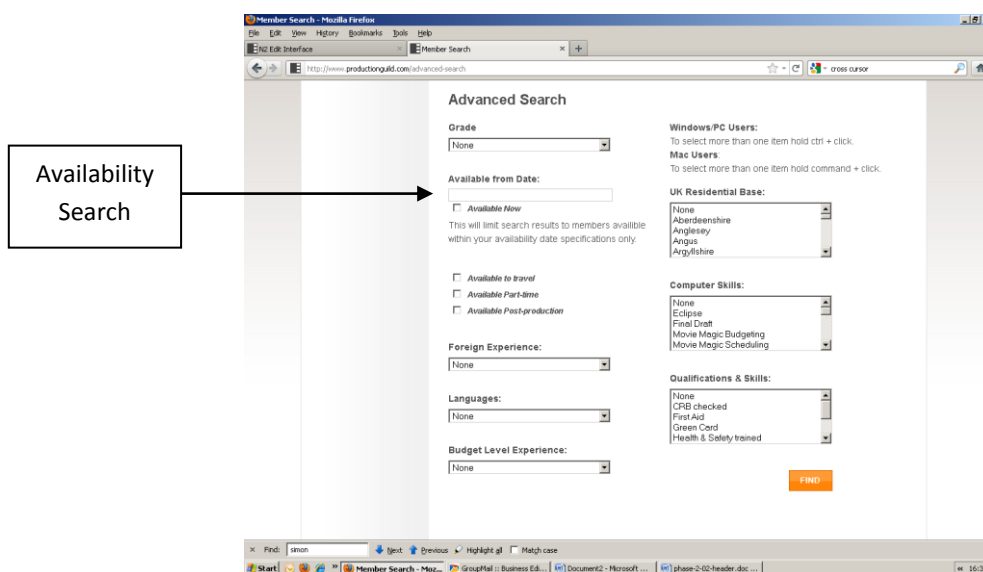 Member Search - Mozilla Firefox
File Edit View History Bookmarks Tools Help
N2 Edit Interface
Member Search
http://www.productionguild.com/advanced-search
cross cursor
Availability
Search
Advanced Search
Grade
None
Available from Date:
Available Now
This will limit search results to members availible
within your availability date specifications only.
Available to travel
Available Part-time
Available Post-production
Foreign Experience:
None
Languages:
None
Budget Level Experience:
None
Windows/PC Users:
To select more than one item hold ctrl + click.
Mac Users:
To select more than one item hold command + click.
UK Residential Base:
None
Aberdeenshire
Anglesey
Angus
Argyllshire
Computer Skills:
None
Eclipse
Final Draft
Movie Magic Budgeting
Movie Magic Scheduling
Qualifications & Skills:
None
CRB checked
First Aid
Green Card
Health & Safety trained
FIND
Find: simon Next Previous Highlight all Match case
Start Member Search - Moz... GroupMail :: Business Edi... Document2 - Microsoft ... phase-2-02-header.doc ...